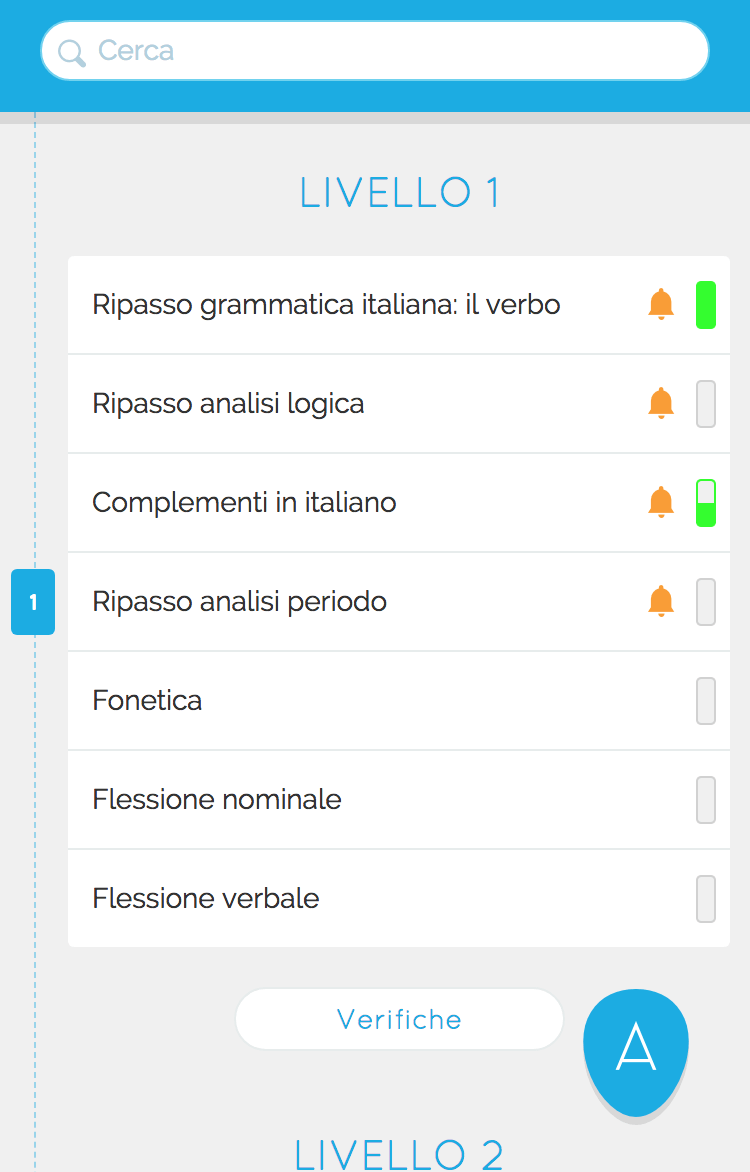 Cerca
LIVELLO 1
Ripasso grammatica italiana: il verbo
Ripasso analisi logica
Complementi in italiano
1
Ripasso analisi periodo
Fonetica
Flessione nominale
Flessione verbale
Verifiche
A
LIVELLO 2